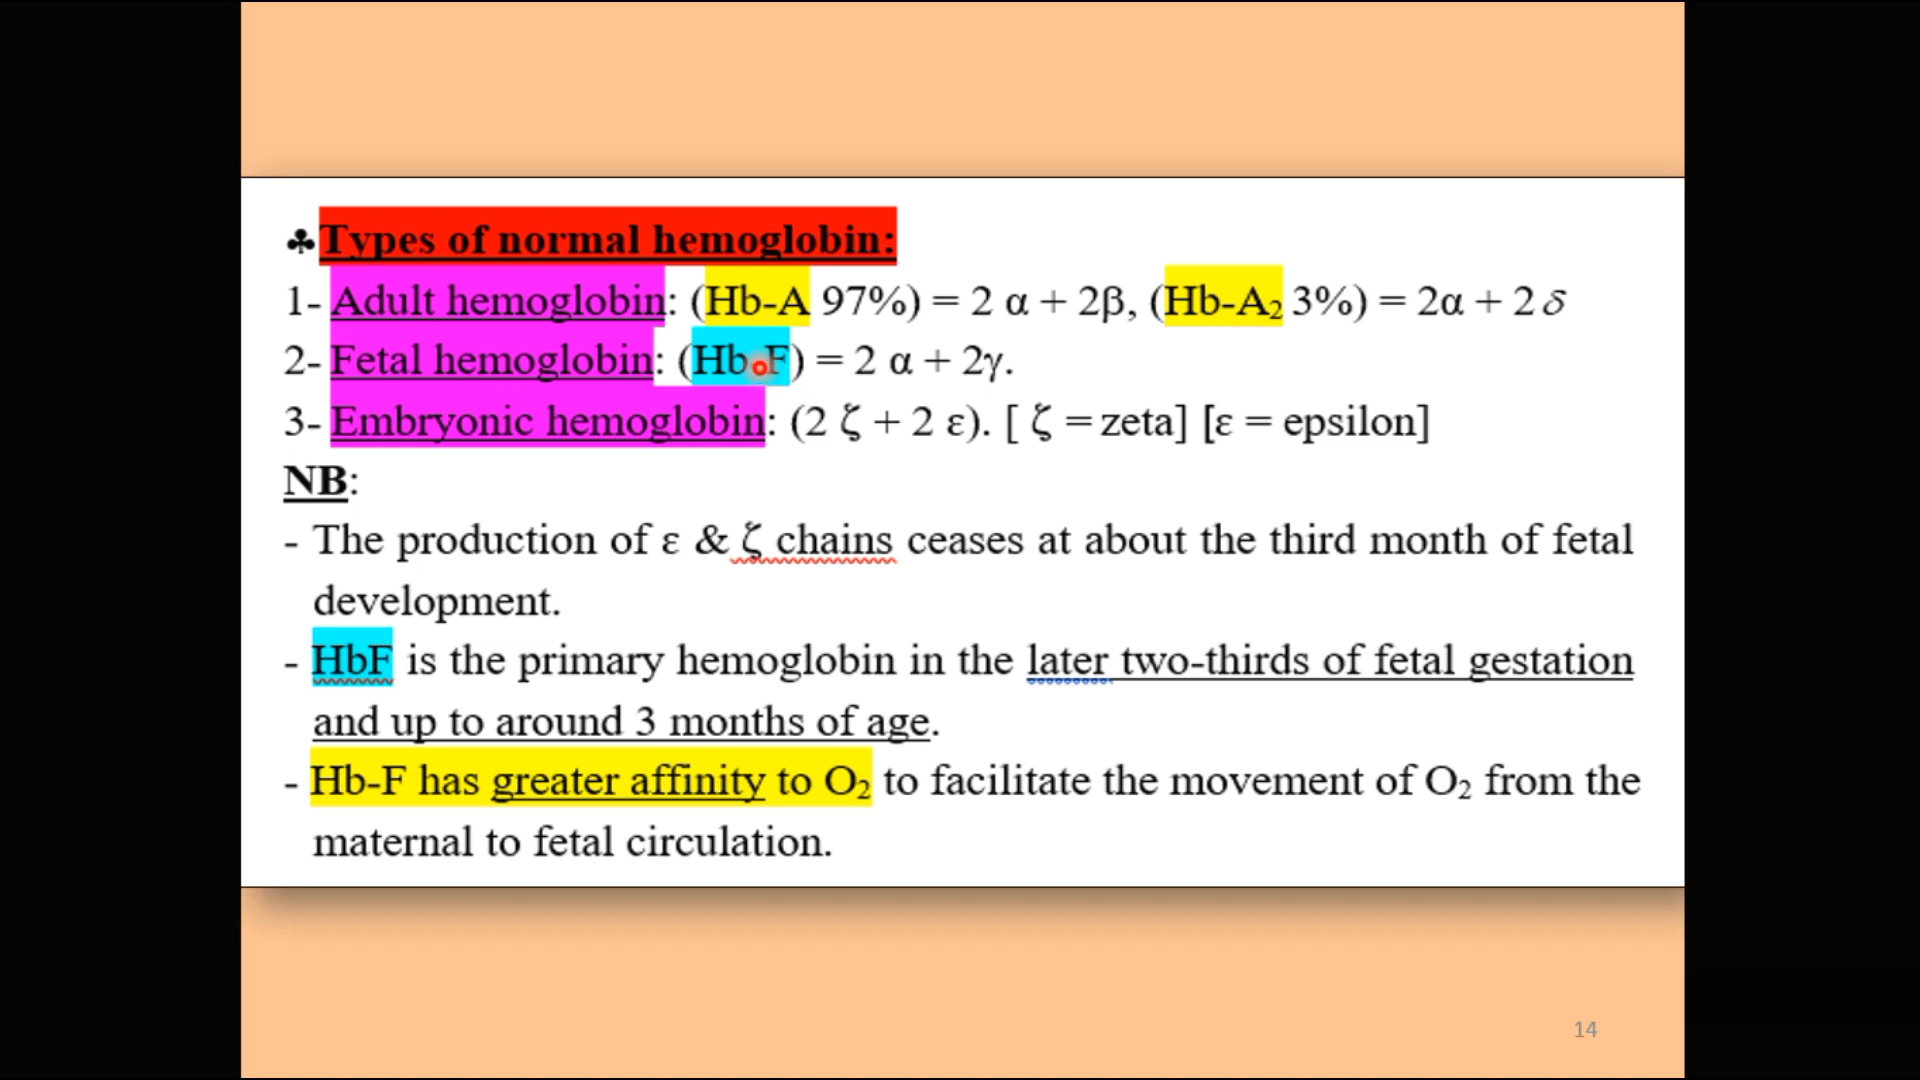 ♣Types of normal hemoglobin:
1- Adult hemoglobin: (Hb-A 97%) = 2 α + 2β, (Hb-A₂ 3%) = 2α + 2 δ
2- Fetal hemoglobin: (Hb-F) = 2 α + 2γ.
3- Embryonic hemoglobin: (2 ζ + 2 ε). [ ζ = zeta] [ε = epsilon]
NB:
- The production of ε & ζ chains ceases at about the third month of fetal
development.
- HbF is the primary hemoglobin in the later two-thirds of fetal gestation
and up to around 3 months of age.
- Hb-F has greater affinity to O₂ to facilitate the movement of O₂ from the
maternal to fetal circulation.
14